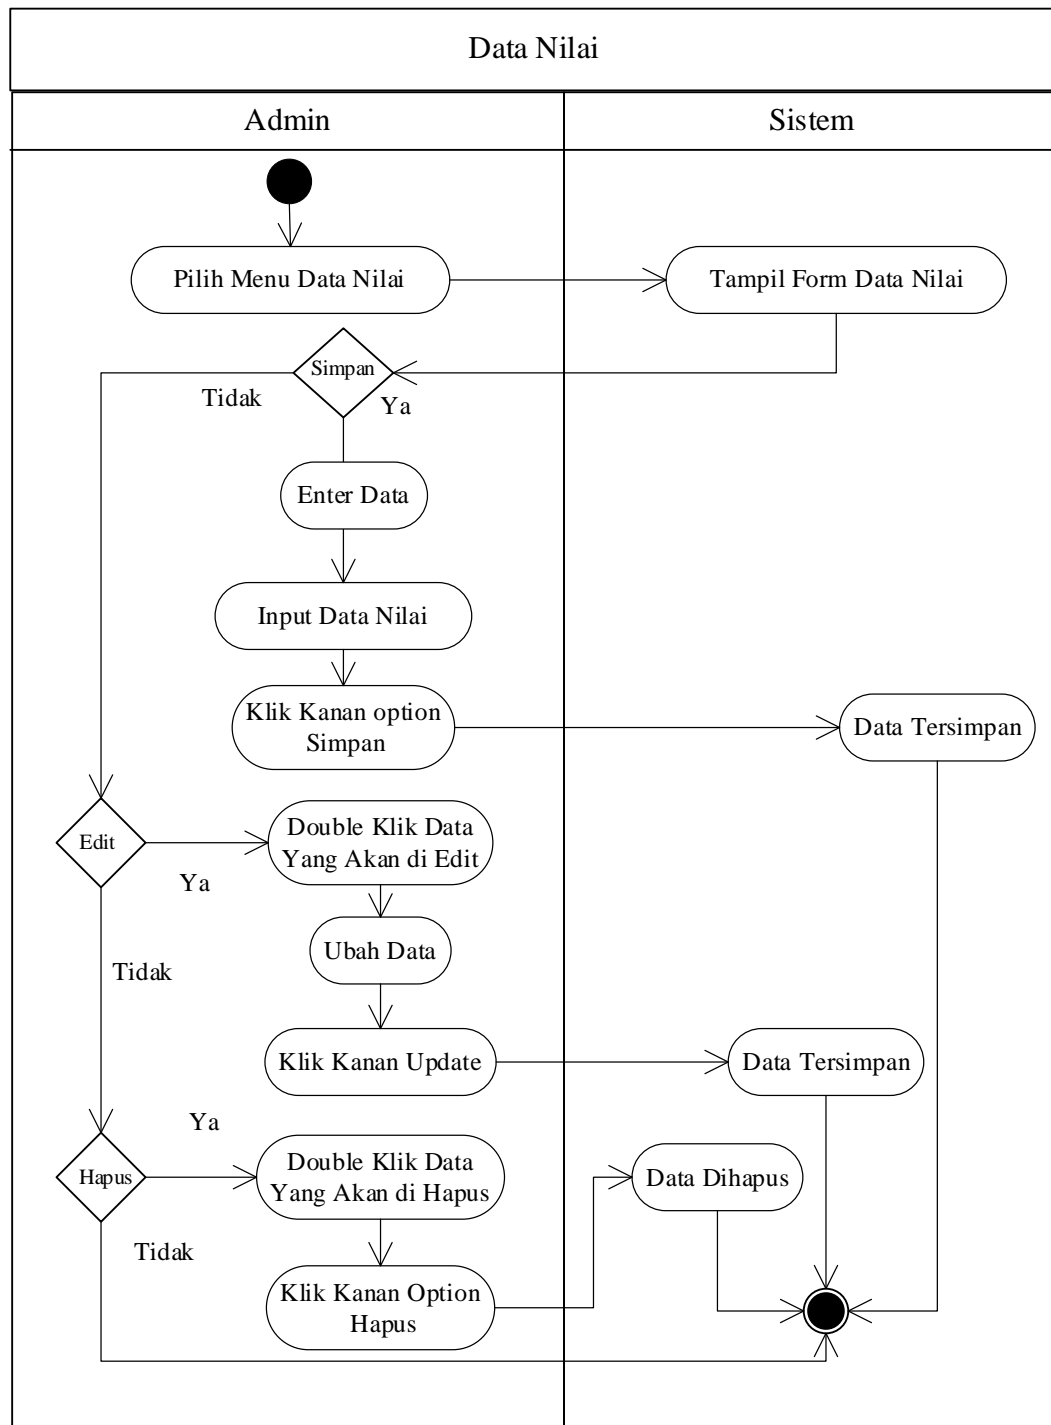 Data Nilai
Admin
Sistem
Pilih Menu Data Nilai
Tampil Form Data Nilai
Simpan
Tidak
Ya
Enter Data
Input Data Nilai
Klik Kanan option
Simpan
Data Tersimpan
Edit
Ya
Double Klik Data
Yang Akan di Edit
Tidak
Ubah Data
Klik Kanan Update
Data Tersimpan
Ya
Hapus
Double Klik Data
Yang Akan di Hapus
Data Dihapus
Tidak
Klik Kanan Option
Hapus